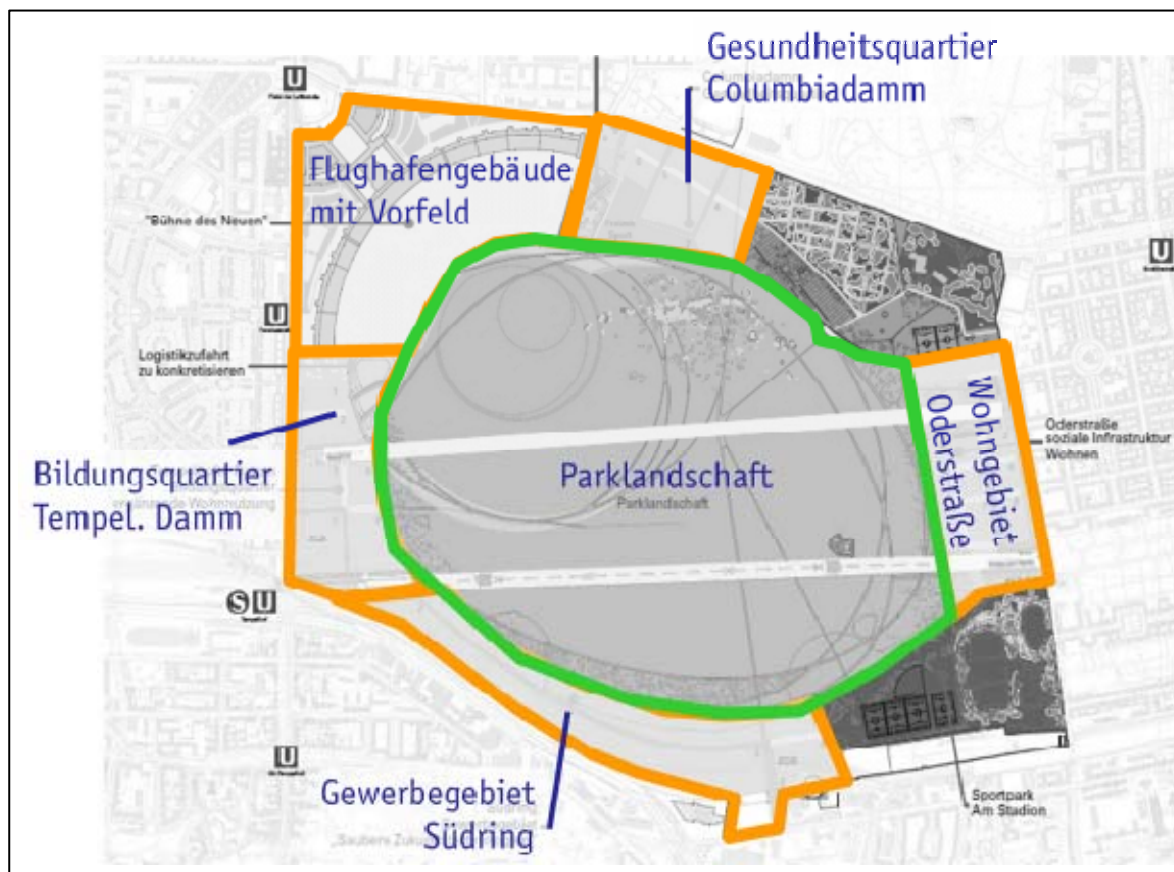 Gesundheitsquartier
Columbiadamm
U
Flughafengebäude
mit Vorfeld
"Bühne des Neuen"
U
U
Logistikzufahrt
zu konkretisieren
Wohngebiet
Oderstraße
Oderstraße
soziale Infrastruktur
Wohnen
Bildungsquartier
Tempel. Damm
Parklandschaft
Parklandschaft
S U
U
Gewerbegebiet
Südring
Sportpark
Am Stadion